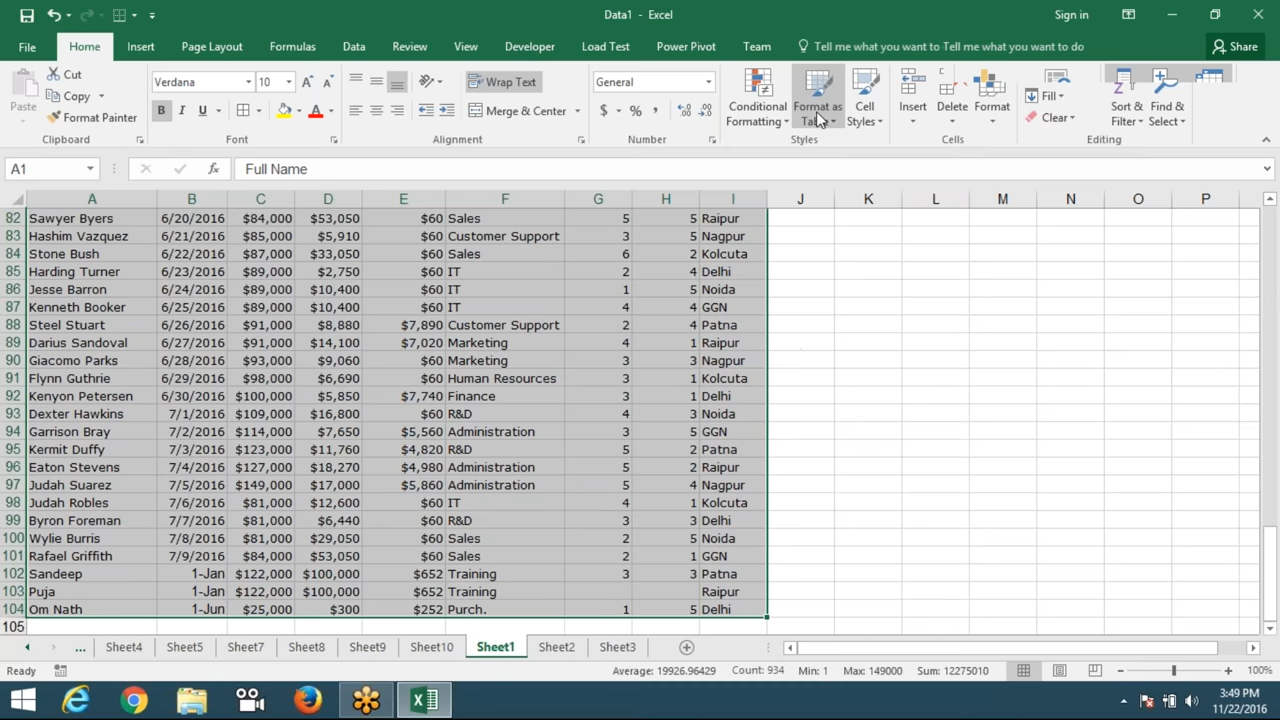 Data1 - Excel
Sign in
File Home Insert Page Layout Formulas Data Review View Developer Load Test Power Pivot Team Tell me what you want to Tell me what you want to do Share
Paste Cut Copy Format Painter Clipboard
Verdana 10 B I U A Font
Wrap Text Merge & Center Alignment
General $ % , Number
Conditional Formatting Format as Table Cell Styles Styles
Insert Delete Format Cells
Fill Clear Sort & Filter Find & Select Editing
A1 fx Full Name
A B C D E F G H I J K L M N O P
82 Sawyer Byers 6/20/2016 $84,000 $53,050 $60 Sales 5 5 Raipur
83 Hashim Vazquez 6/21/2016 $85,000 $5,910 $60 Customer Support 3 5 Nagpur
84 Stone Bush 6/22/2016 $87,000 $33,050 $60 Sales 6 2 Kolcuta
85 Harding Turner 6/23/2016 $89,000 $2,750 $60 IT 2 4 Delhi
86 Jesse Barron 6/24/2016 $89,000 $10,400 $60 IT 1 5 Noida
87 Kenneth Booker 6/25/2016 $89,000 $10,400 $60 IT 4 4 GGN
88 Steel Stuart 6/26/2016 $91,000 $8,880 $7,890 Customer Support 2 4 Patna
89 Darius Sandoval 6/27/2016 $91,000 $14,100 $7,020 Marketing 4 1 Raipur
90 Giacomo Parks 6/28/2016 $93,000 $9,060 $60 Marketing 3 3 Nagpur
91 Flynn Guthrie 6/29/2016 $98,000 $6,690 $60 Human Resources 3 1 Kolcuta
92 Kenyon Petersen 6/30/2016 $100,000 $5,850 $7,740 Finance 3 1 Delhi
93 Dexter Hawkins 7/1/2016 $109,000 $16,800 $60 R&D 4 3 Noida
94 Garrison Bray 7/2/2016 $114,000 $7,650 $5,560 Administration 3 5 GGN
95 Kermit Duffy 7/3/2016 $123,000 $11,760 $4,820 R&D 5 2 Patna
96 Eaton Stevens 7/4/2016 $127,000 $18,270 $4,980 Administration 5 2 Raipur
97 Judah Suarez 7/5/2016 $149,000 $17,000 $5,860 Administration 5 4 Nagpur
98 Judah Robles 7/6/2016 $81,000 $12,600 $60 IT 4 1 Kolcuta
99 Byron Foreman 7/7/2016 $81,000 $6,440 $60 R&D 3 3 Delhi
100 Wylie Burris 7/8/2016 $81,000 $29,050 $60 Sales 2 5 Noida
101 Rafael Griffith 7/9/2016 $84,000 $53,050 $60 Sales 2 1 GGN
102 Sandeep 1-Jan $122,000 $100,000 $652 Training 3 3 Patna
103 Puja 1-Jan $122,000 $100,000 $652 Training Raipur
104 Om Nath 1-Jun $25,000 $300 $252 Purch. 1 5 Delhi
105
... Sheet4 Sheet5 Sheet7 Sheet8 Sheet9 Sheet10 Sheet1 Sheet2 Sheet3
Ready Average: 19926.96429 Count: 934 Min: 1 Max: 149000 Sum: 12275010 100%
3:49 PM
11/22/2016